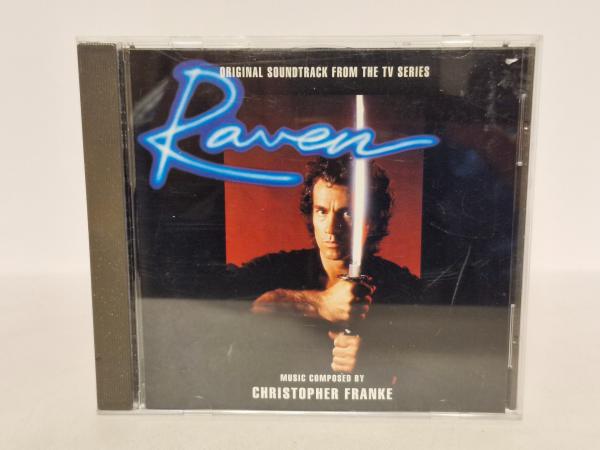 ORIGINAL SOUNDTRACK FROM THE TV SERIES
Raven
MUSIC COMPOSED BY
CHRISTOPHER FRANKE